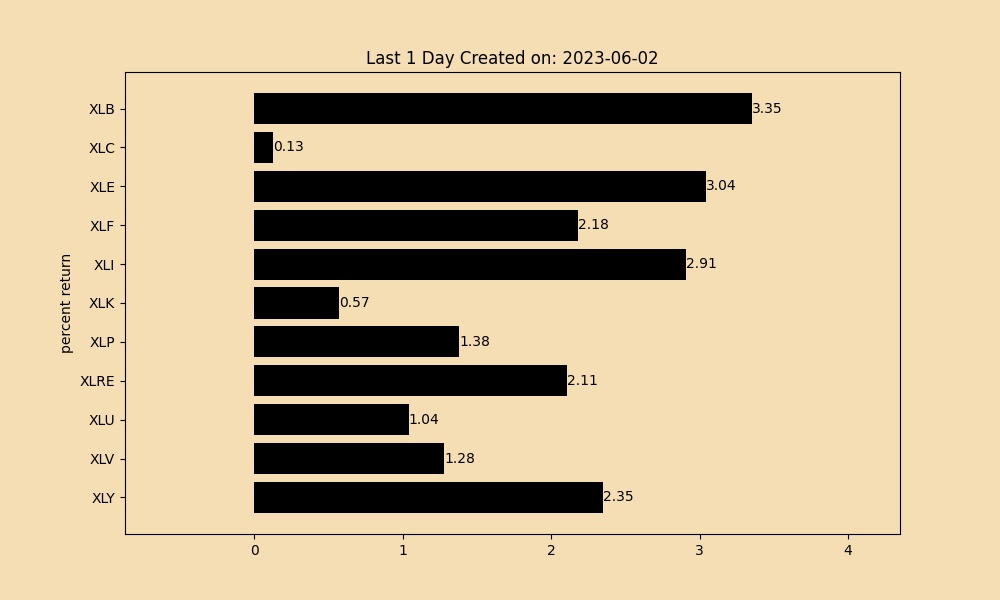 Last 1 Day Created on: 2023-06-02
percent return
XLB 3.35
XLC 0.13
XLE 3.04
XLF 2.18
XLI 2.91
XLK 0.57
XLP 1.38
XLRE 2.11
XLU 1.04
XLV 1.28
XLY 2.35
0 1 2 3 4